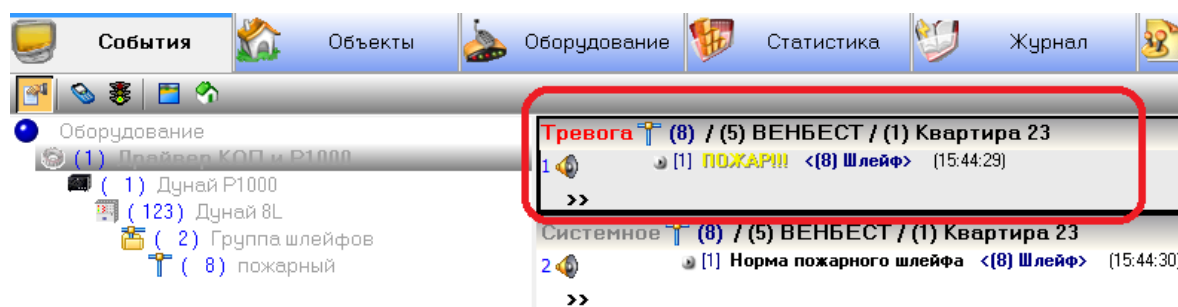 События Объекты Оборудование Статистика Журнал
Оборудование
(1) Драйвер КОП и P1000
( 1) Дунай P1000
( 123) Дунай 8L
( 2) Группа шлейфов
( 8) пожарный
Тревога (8) / (5) ВЕНБЕСТ / (1) Квартира 23
1 [1] ПОЖАР!!! <(8) Шлейф> (15:44:29)
>>
Системное (8) / (5) ВЕНБЕСТ / (1) Квартира 23
2 [1] Норма пожарного шлейфа <(8) Шлейф> (15:44:30)
>>